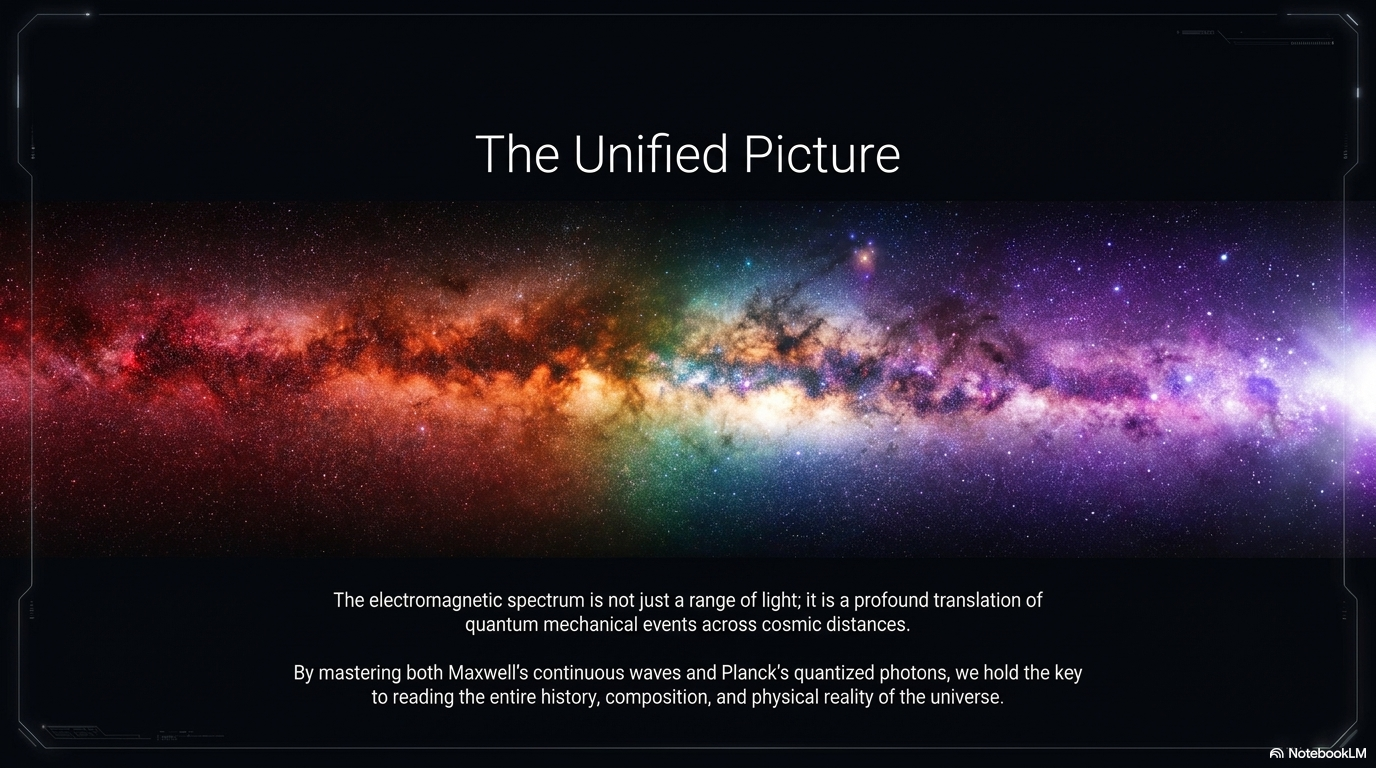 The Unified Picture
The electromagnetic spectrum is not just a range of light; it is a profound translation of
quantum mechanical events across cosmic distances.
By mastering both Maxwell's continuous waves and Planck's quantized photons, we hold the key
to reading the entire history, composition, and physical reality of the universe.
NotebookLM